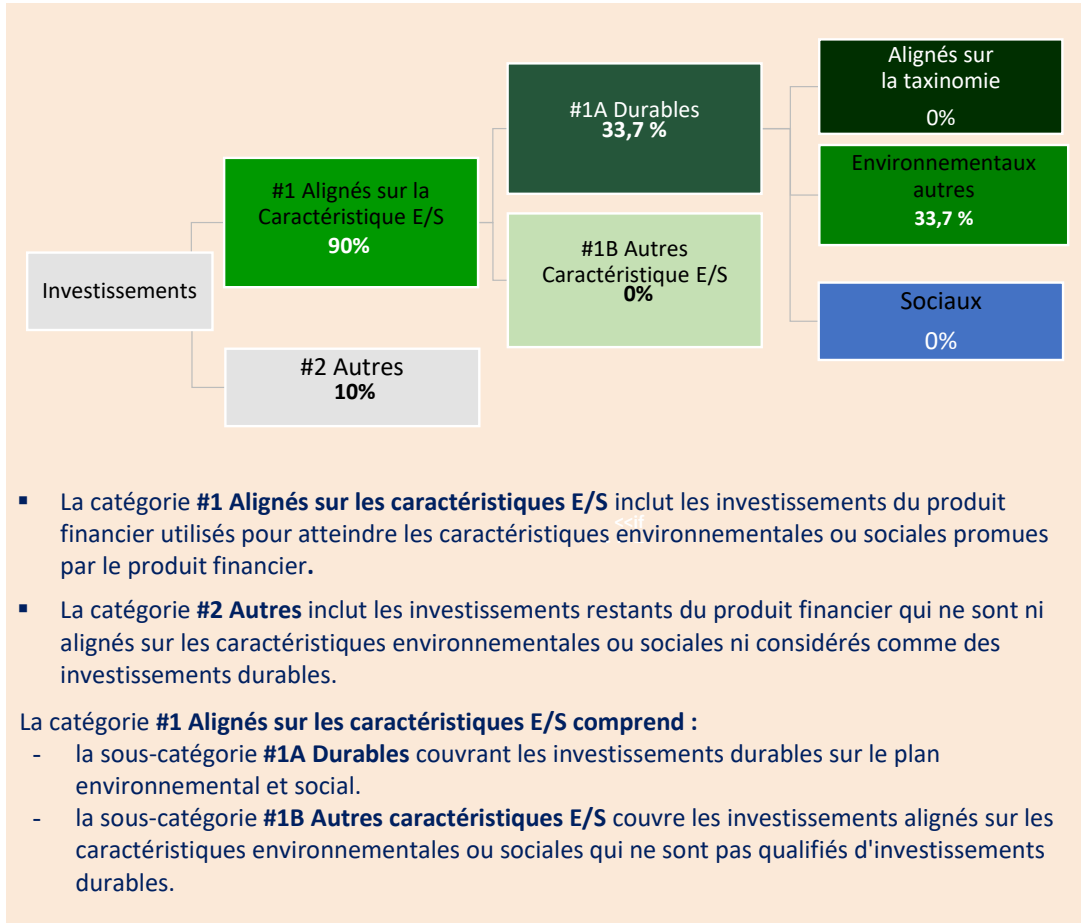 Investissements
#1 Alignés sur la
Caractéristique E/S
90%
#2 Autres
10%
#1A Durables
33,7 %
#1B Autres
Caractéristique E/S
0%
Alignés sur
la taxinomie
0%
Environnementaux
autres
33,7 %
Sociaux
0%
▪ La catégorie #1 Alignés sur les caractéristiques E/S inclut les investissements du produit
financier utilisés pour atteindre les caractéristiques environnementales ou sociales promues
par le produit financier.
<<if
▪ La catégorie #2 Autres inclut les investissements restants du produit financier qui ne sont ni
alignés sur les caractéristiques environnementales ou sociales ni considérés comme des
investissements durables.
La catégorie #1 Alignés sur les caractéristiques E/S comprend :
- la sous-catégorie #1A Durables couvrant les investissements durables sur le plan
environnemental et social.
- la sous-catégorie #1B Autres caractéristiques E/S couvre les investissements alignés sur les
caractéristiques environnementales ou sociales qui ne sont pas qualifiés d'investissements
durables.